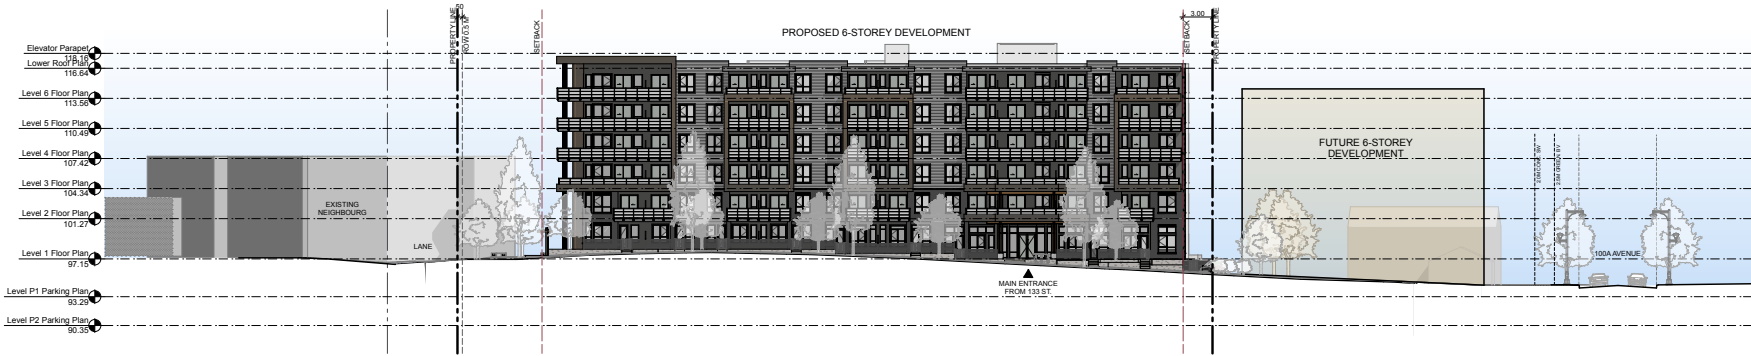 PROPOSED 6-STOREY DEVELOPMENT
PROPERTY LINE
.50
ROW 0.5 M
SETBACK
3.00
SETBACK
PROPERTY LINE
Elevator Parapet
118.16
Lower Roof Plan
116.64
Level 6 Floor Plan
113.56
Level 5 Floor Plan
110.49
Level 4 Floor Plan
107.42
Level 3 Floor Plan
104.34
Level 2 Floor Plan
101.27
Level 1 Floor Plan
97.15
Level P1 Parking Plan
93.29
Level P2 Parking Plan
90.35
EXISTING
NEIGHBOURG
LANE
MAIN ENTRANCE
FROM 133 ST.
FUTURE 6-STOREY
DEVELOPMENT
100A AVENUE